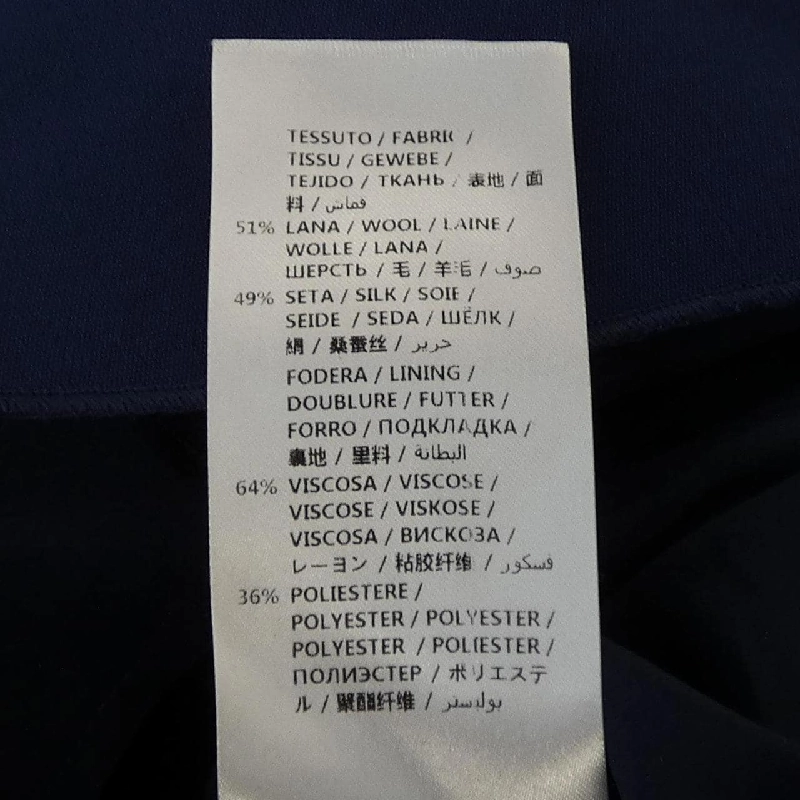 TESSUTO / FABRIC /
TISSU / GEWEBE /
TEJIDO / ТКАНЬ / 表地 / 面
料 / قماش
51% LANA / WOOL / LAINE /
WOLLE / LANA /
ШЕРСТЬ / 毛 / 羊毛 / صوف
49% SETA / SILK / SOIE /
SEIDE / SEDA / ШЁЛК /
絹 / 桑蚕丝 / حرير
FODERA / LINING /
DOUBLURE / FUTTER /
FORRO / ПОДКЛАДКА /
裏地 / 里料 / البطانة
64% VISCOSA / VISCOSE /
VISCOSE / VISKOSE /
VISCOSA / ВИСКОЗА /
レーヨン / 粘胶纤维 / فسكور
36% POLIESTERE /
POLYESTER / POLYESTER /
POLYESTER / POLIESTER /
ПОЛИЭСТЕР / ポリエステ
ル / 聚酯纤维 / بوليستر